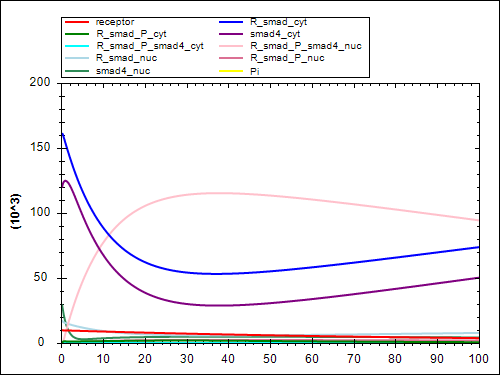 receptor R_smad_cyt
R_smad_P_cyt smad4_cyt
R_smad_P_smad4_cyt R_smad_P_smad4_nuc
R_smad_nuc R_smad_P_nuc
smad4_nuc Pi
200
150
100
50
0
(10^3)
0 10 20 30 40 50 60 70 80 90 100